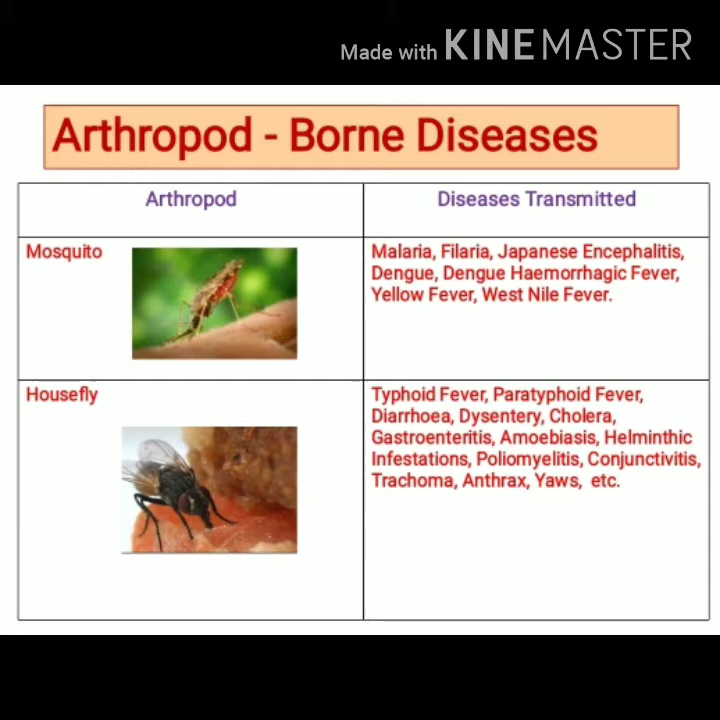 Made with KINEMASTER
Arthropod - Borne Diseases
Arthropod
Diseases Transmitted
Mosquito
Malaria, Filaria, Japanese Encephalitis,
Dengue, Dengue Haemorrhagic Fever,
Yellow Fever, West Nile Fever.
Housefly
Typhoid Fever, Paratyphoid Fever,
Diarrhoea, Dysentery, Cholera,
Gastroenteritis, Amoebiasis, Helminthic
Infestations, Poliomyelitis, Conjunctivitis,
Trachoma, Anthrax, Yaws, etc.